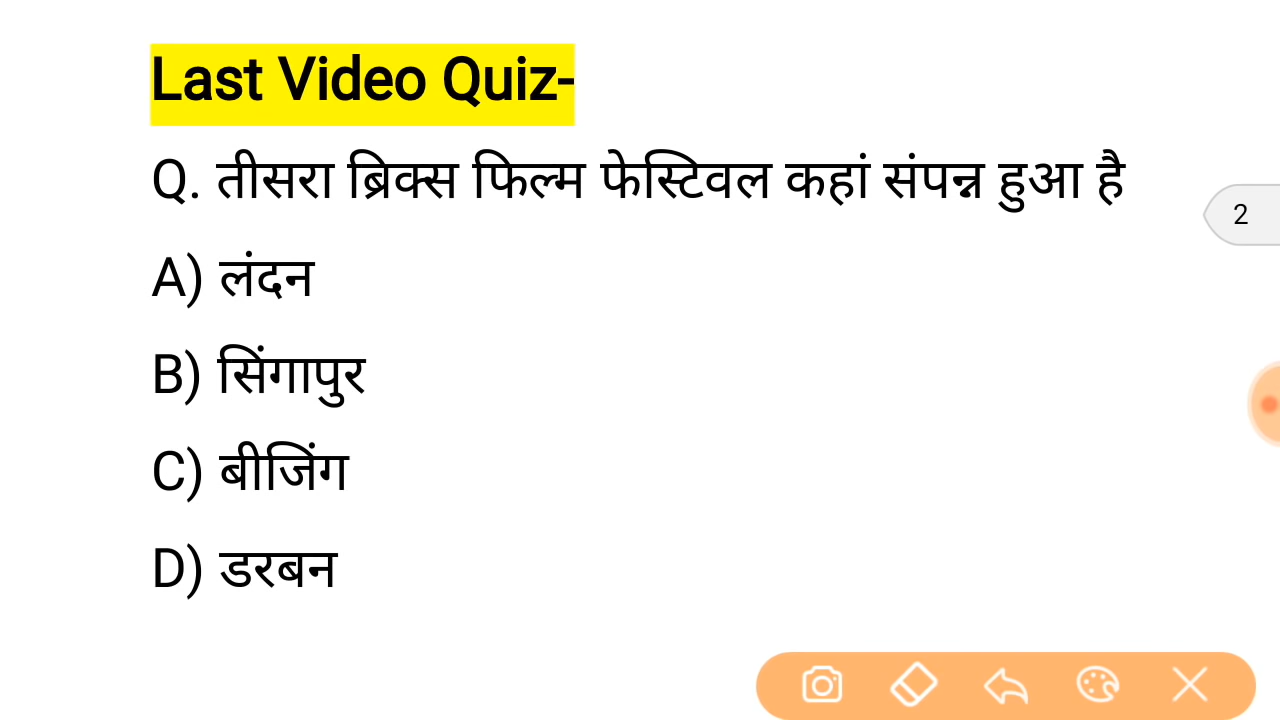 Last Video Quiz-
Q. तीसरा ब्रिक्स फिल्म फेस्टिवल कहां संपन्न हुआ है
2
A) लंदन
B) सिंगापुर
C) बीजिंग
D) डरबन